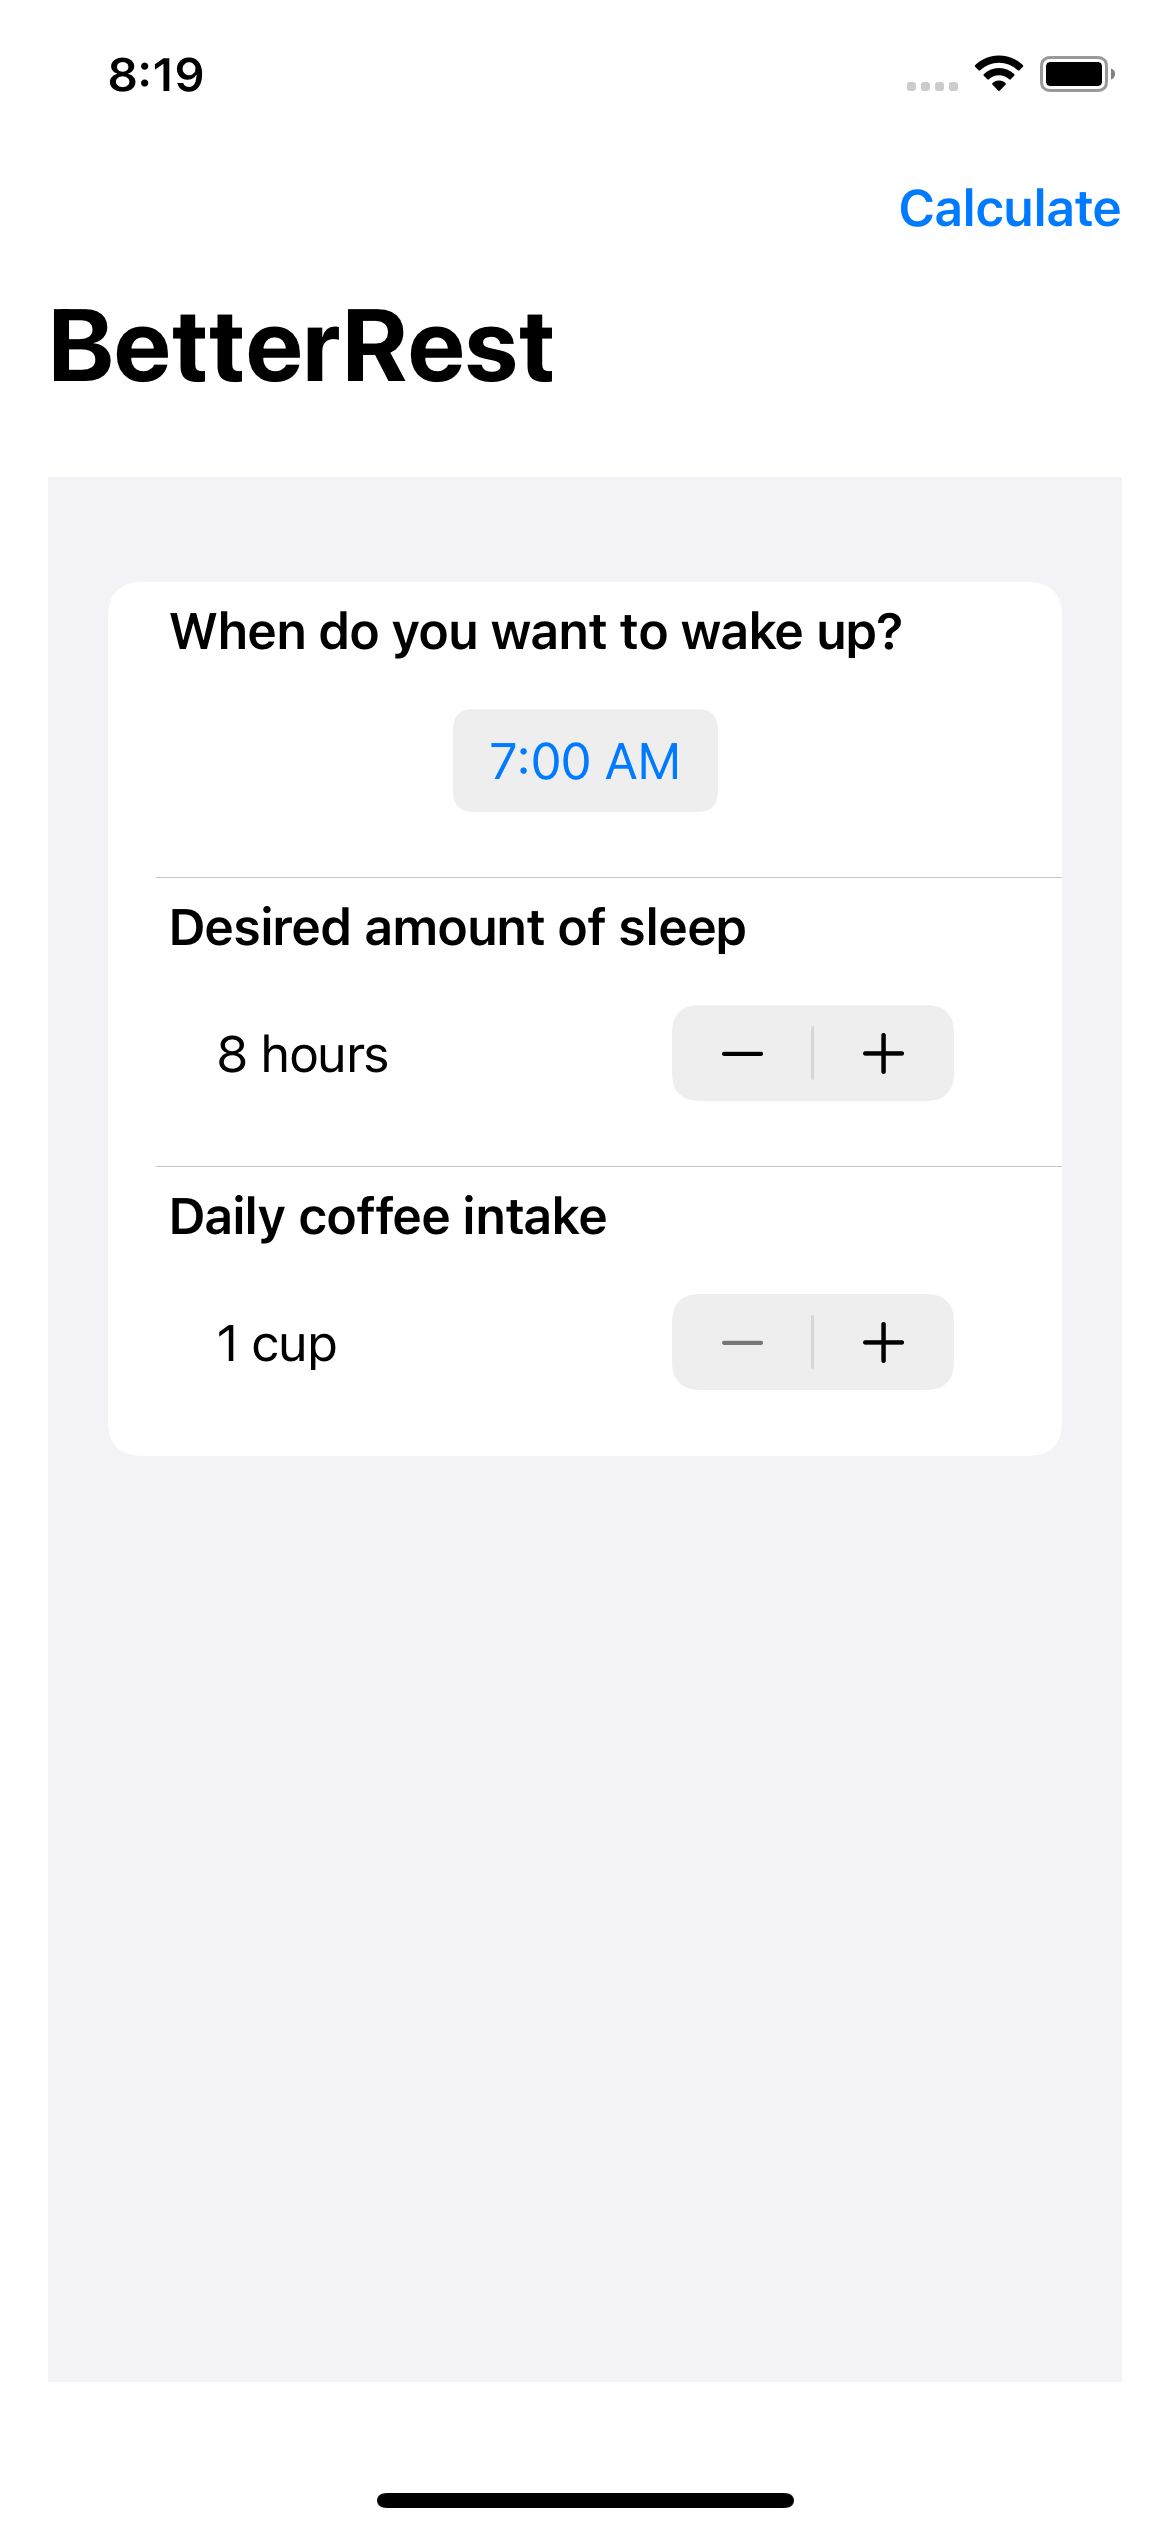 8:19
Calculate
BetterRest
When do you want to wake up?
7:00 AM
Desired amount of sleep
8 hours
Daily coffee intake
1 cup